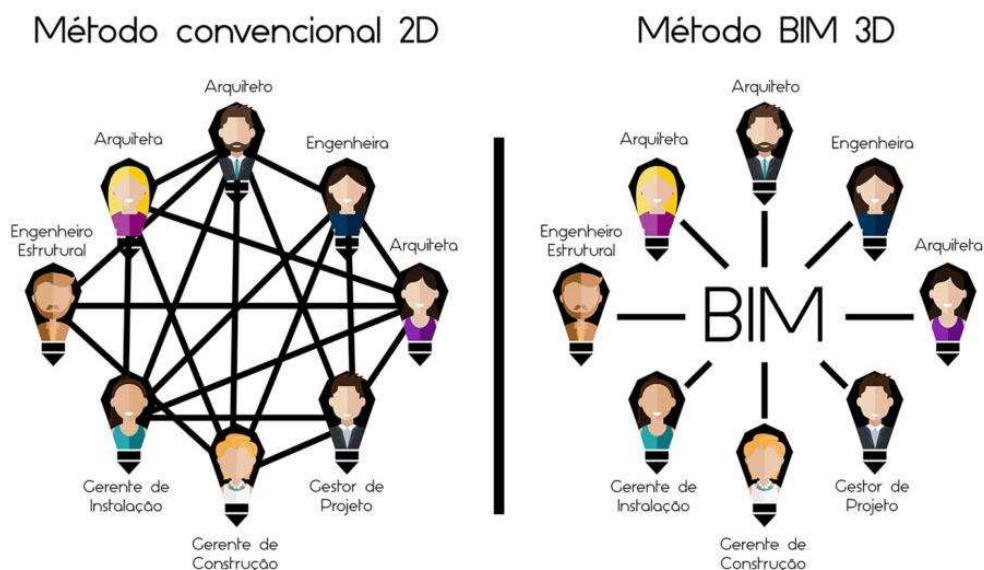 Método convencional 2D
Arquiteto
Arquiteta
Engenheira
Engenheiro
Estrutural
Arquiteta
Gerente de
Instalação
Gestor de
Projeto
Gerente de
Construção
Método BIM 3D
Arquiteto
Arquiteta
Engenheira
Engenheiro
Estrutural
Arquiteta
BIM
Gerente de
Instalação
Gestor de
Projeto
Gerente de
Construção